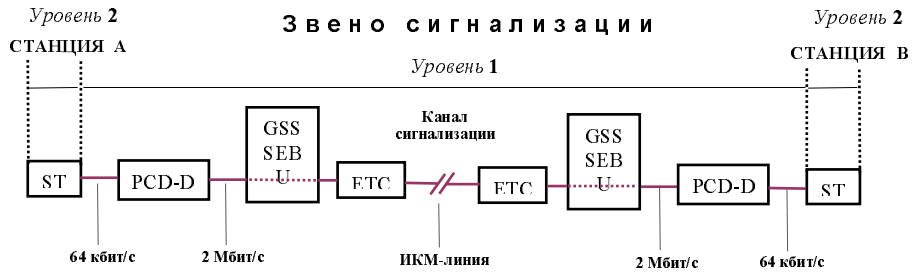 Звено сигнализации
Уровень 2
Уровень 2
СТАНЦИЯ А
СТАНЦИЯ В
Уровень 1
Канал
сигнализации
GSS
SEB
U
GSS
SEB
U
ST
PCD-D
ETC
ETC
PCD-D
ST
64 кбит/с
2 Мбит/с
ИКМ-линия
2 Мбит/с
64 кбит/с